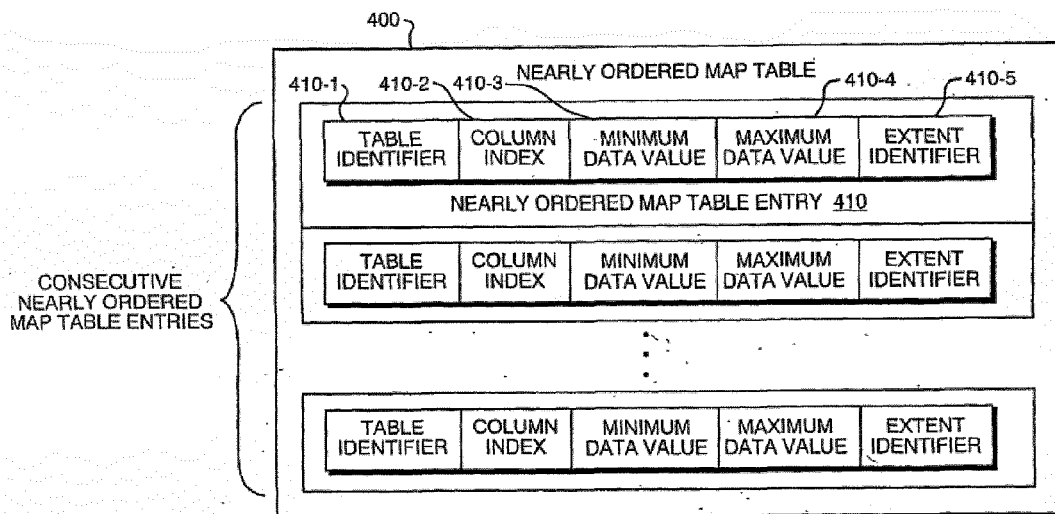 400
NEARLY ORDERED MAP TABLE
410-1
410-2
410-3
410-4
410-5
TABLE IDENTIFIER
COLUMN INDEX
MINIMUM DATA VALUE
MAXIMUM DATA VALUE
EXTENT IDENTIFIER
NEARLY ORDERED MAP TABLE ENTRY 410
TABLE IDENTIFIER
COLUMN INDEX
MINIMUM DATA VALUE
MAXIMUM DATA VALUE
EXTENT IDENTIFIER
CONSECUTIVE
NEARLY ORDERED
MAP TABLE ENTRIES
TABLE IDENTIFIER
COLUMN INDEX
MINIMUM DATA VALUE
MAXIMUM DATA VALUE
EXTENT IDENTIFIER